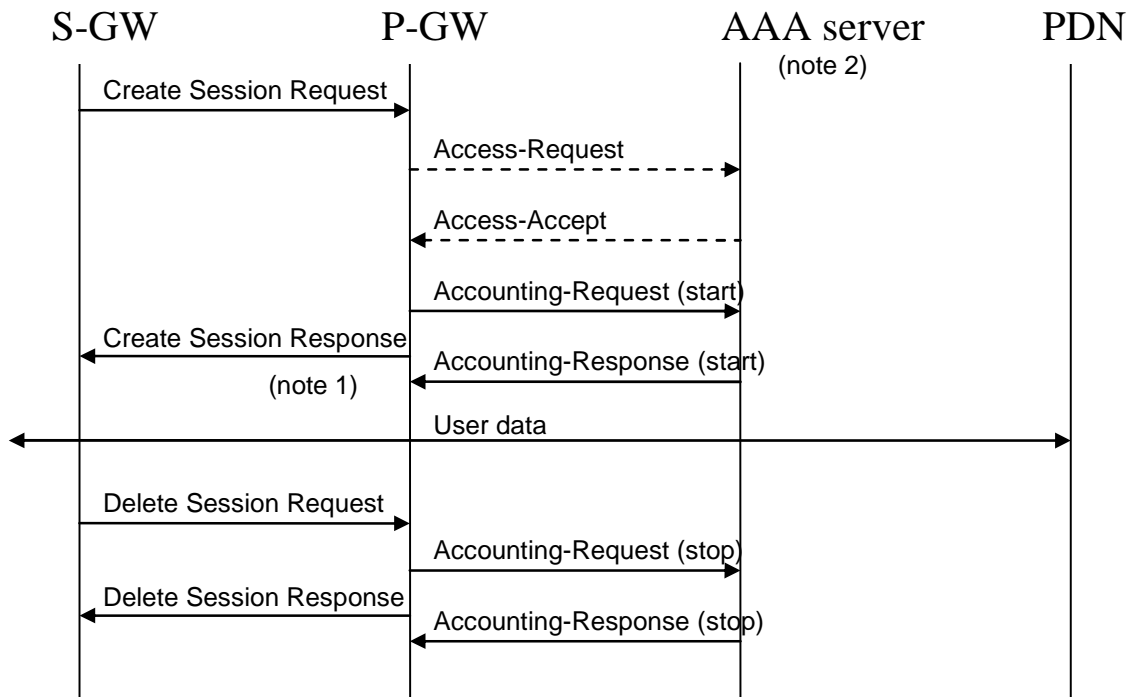 S-GW P-GW AAA server PDN
(note 2)
Create Session Request
Access-Request
Access-Accept
Accounting-Request (start)
Create Session Response
Accounting-Response (start)
(note 1)
User data
Delete Session Request
Accounting-Request (stop)
Delete Session Response
Accounting-Response (stop)